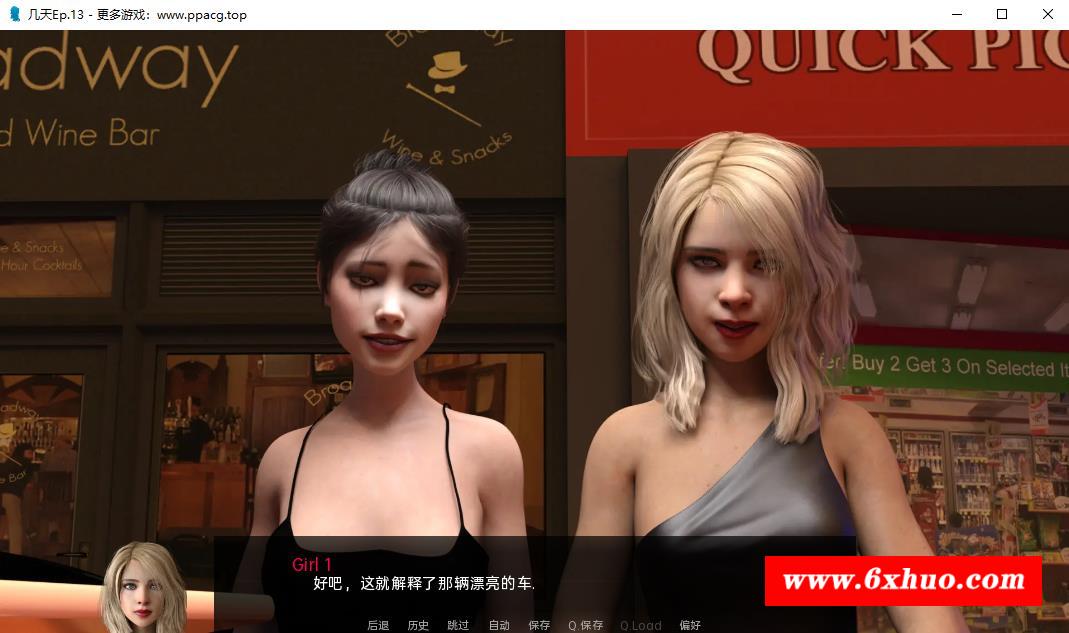 几天Ep.13 - 更多游戏：www.ppacg.top
adway
d Wine Bar
Wine & Snacks
QUICK PIC
e & Snacks
Hour Cocktails
Broa
fer! Buy 2 Get 3 On Selected It
Girl 1
好吧，这就解释了那辆漂亮的车.
www.6xhuo.com
后退 历史 跳过 自动 保存 Q.保存 Q.Load 偏好